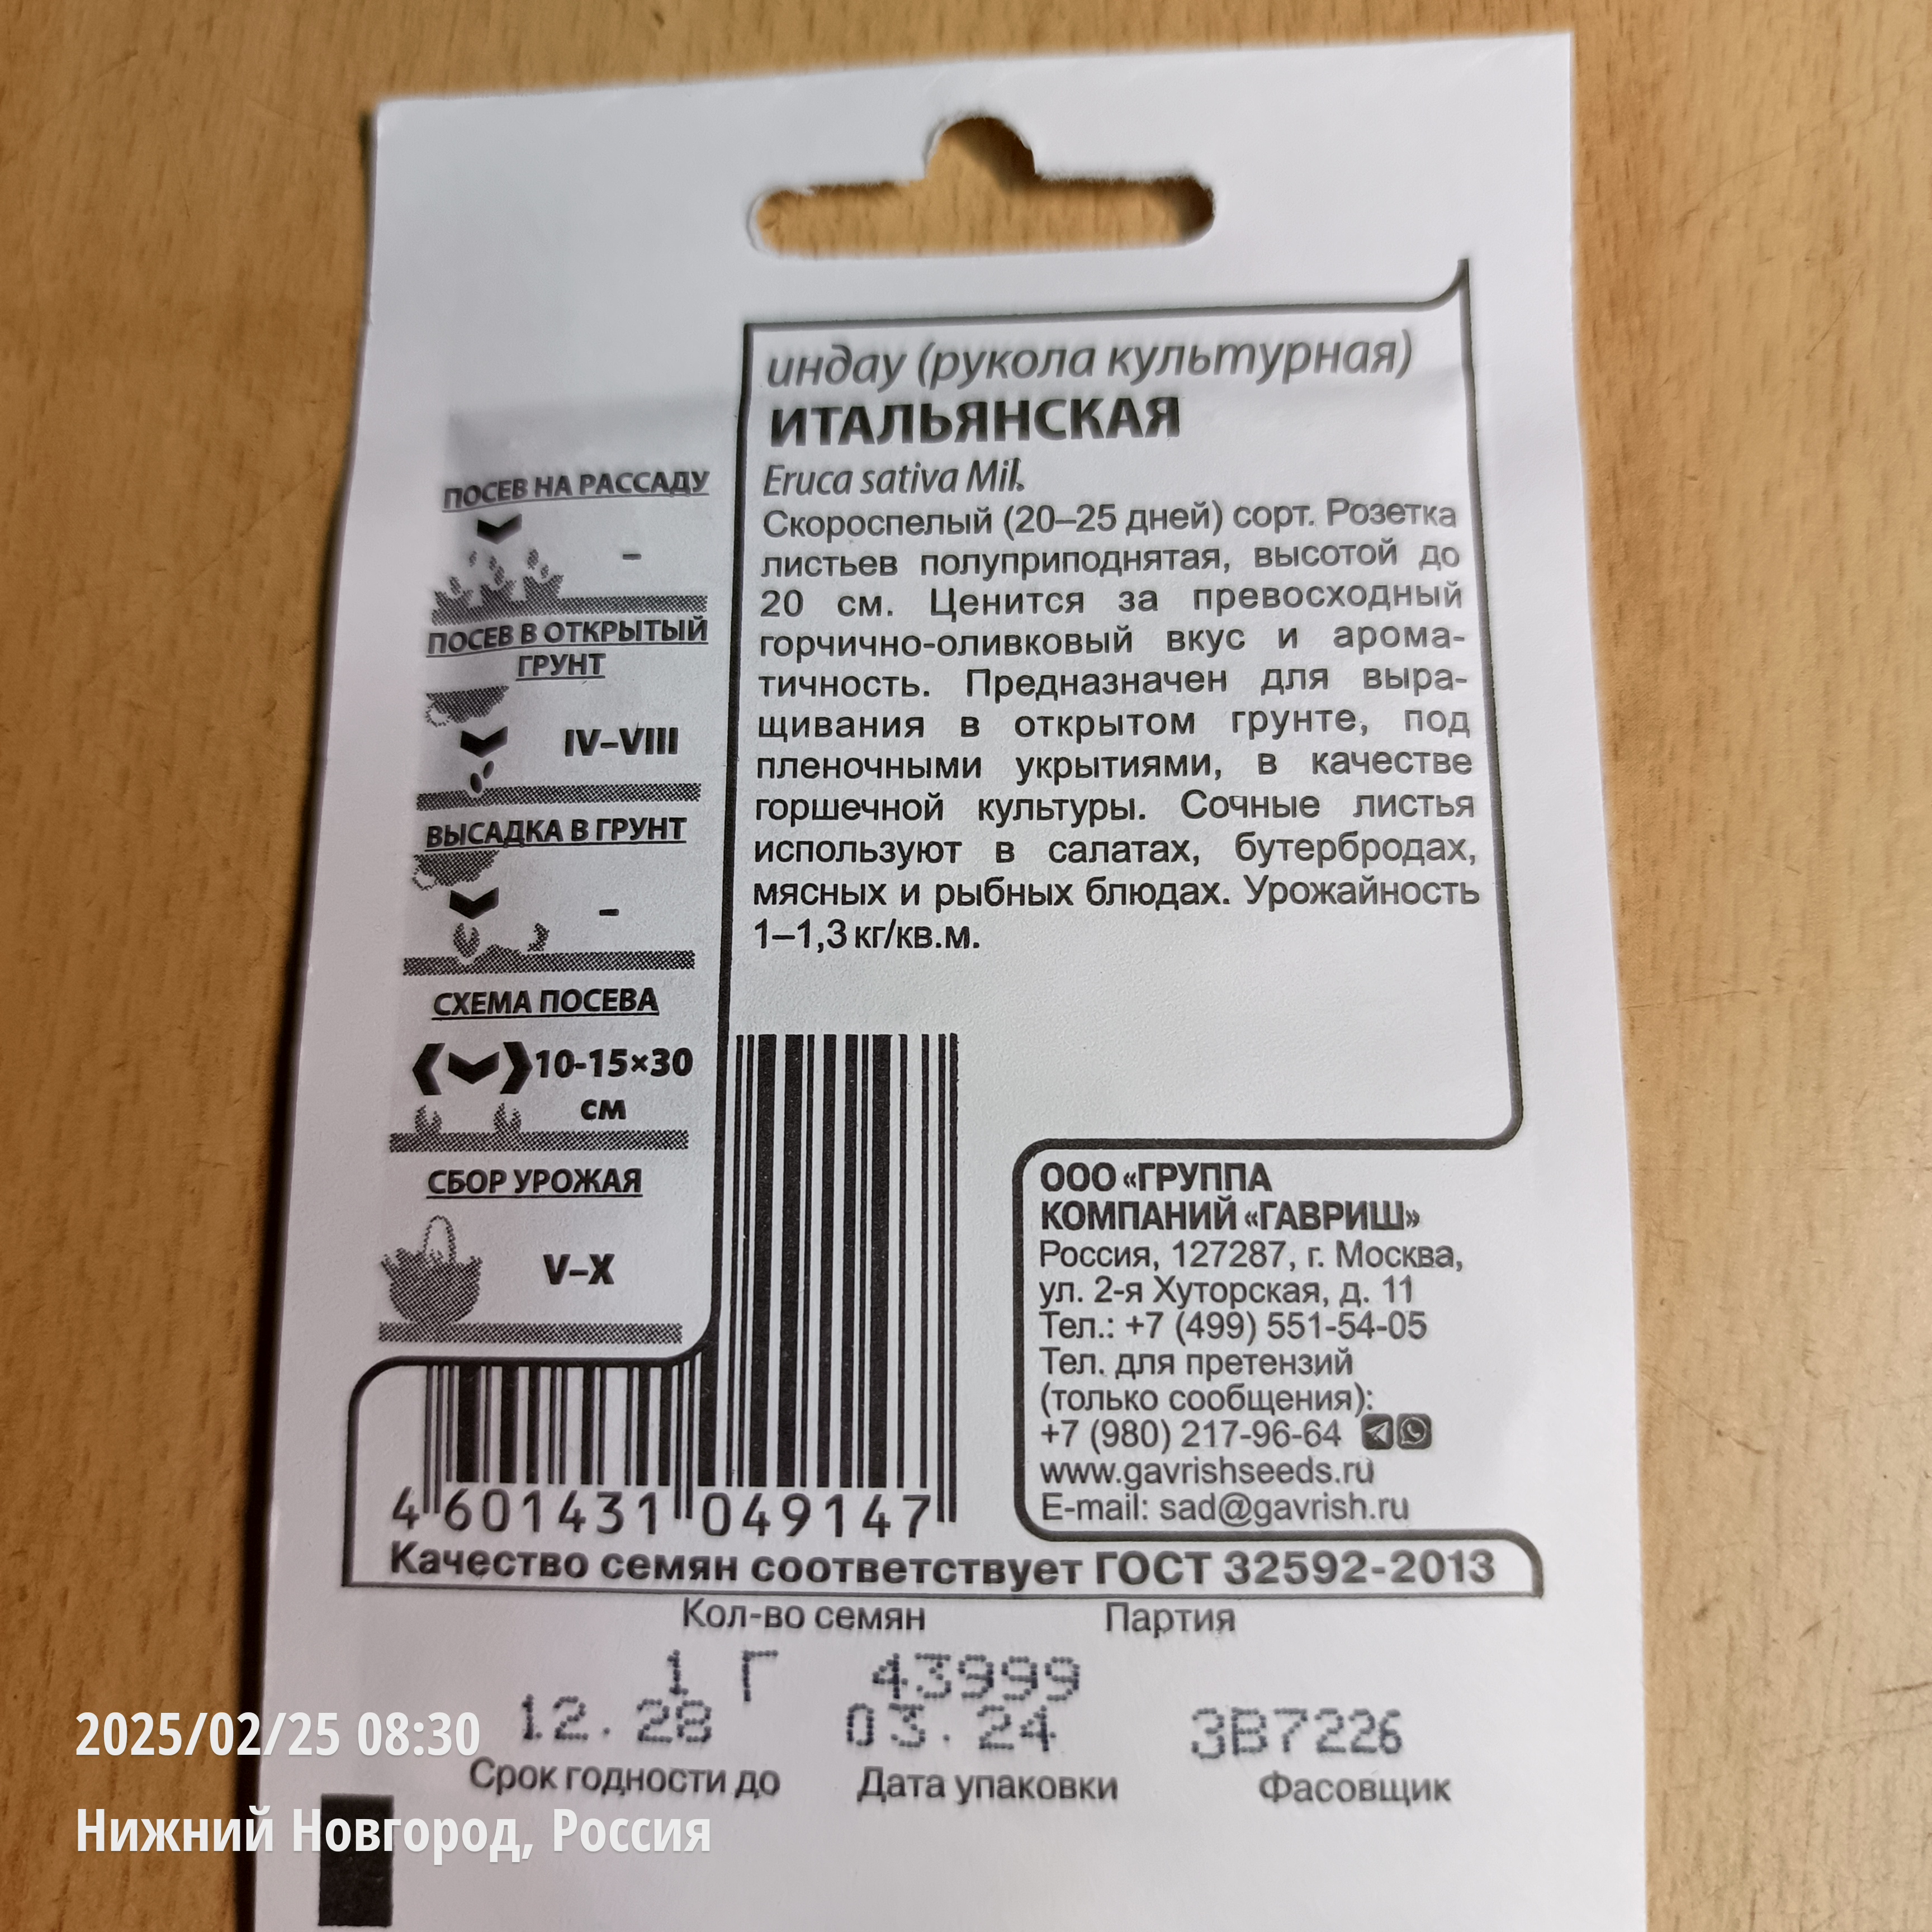 индау (рукола культурная)
ИТАЛЬЯНСКАЯ
Eruca sativa Mil.
Скороспелый (20–25 дней) сорт. Розетка
листьев полуприподнятая, высотой до
20 см. Ценится за превосходный
горчично-оливковый вкус и арома-
тичность. Предназначен для выра-
щивания в открытом грунте, под
пленочными укрытиями, в качестве
горшечной культуры. Сочные листья
используют в салатах, бутербродах,
мясных и рыбных блюдах. Урожайность
1–1,3 кг/кв.м.
ПОСЕВ НА РАССАДУ
–
ПОСЕВ В ОТКРЫТЫЙ
ГРУНТ
IV–VIII
ВЫСАДКА В ГРУНТ
–
СХЕМА ПОСЕВА
10-15×30
см
СБОР УРОЖАЯ
V–X
ООО «ГРУППА
КОМПАНИЙ «ГАВРИШ»
Россия, 127287, г. Москва,
ул. 2-я Хуторская, д. 11
Тел.: +7 (499) 551-54-05
Тел. для претензий
(только сообщения):
+7 (980) 217-96-64
www.gavrishseeds.ru
E-mail: sad@gavrish.ru
4 601431 049147
Качество семян соответствует ГОСТ 32592-2013
Кол-во семян Партия
1 Г 43999
12.28 03.24 3В7226
Срок годности до Дата упаковки Фасовщик
2025/02/25 08:30
Нижний Новгород, Россия